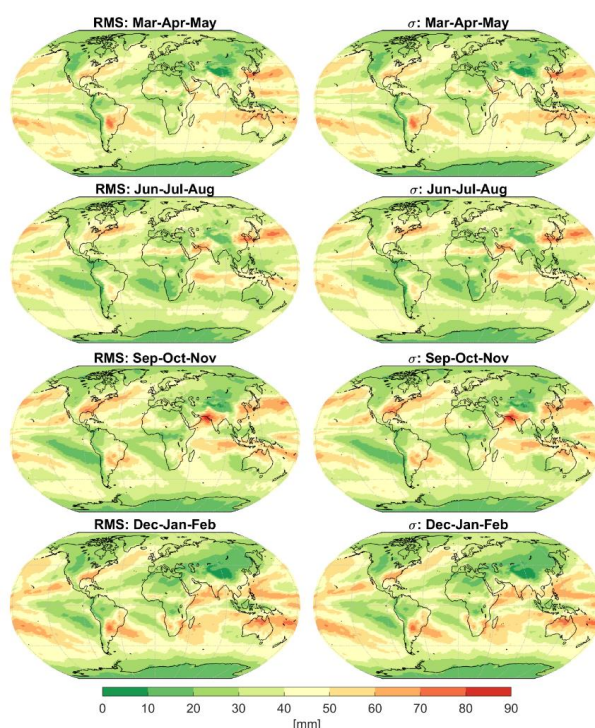 RMS: Mar-Apr-May σ: Mar-Apr-May
RMS: Jun-Jul-Aug σ: Jun-Jul-Aug
RMS: Sep-Oct-Nov σ: Sep-Oct-Nov
RMS: Dec-Jan-Feb σ: Dec-Jan-Feb
0 10 20 30 40 50 60 70 80 90
[mm]